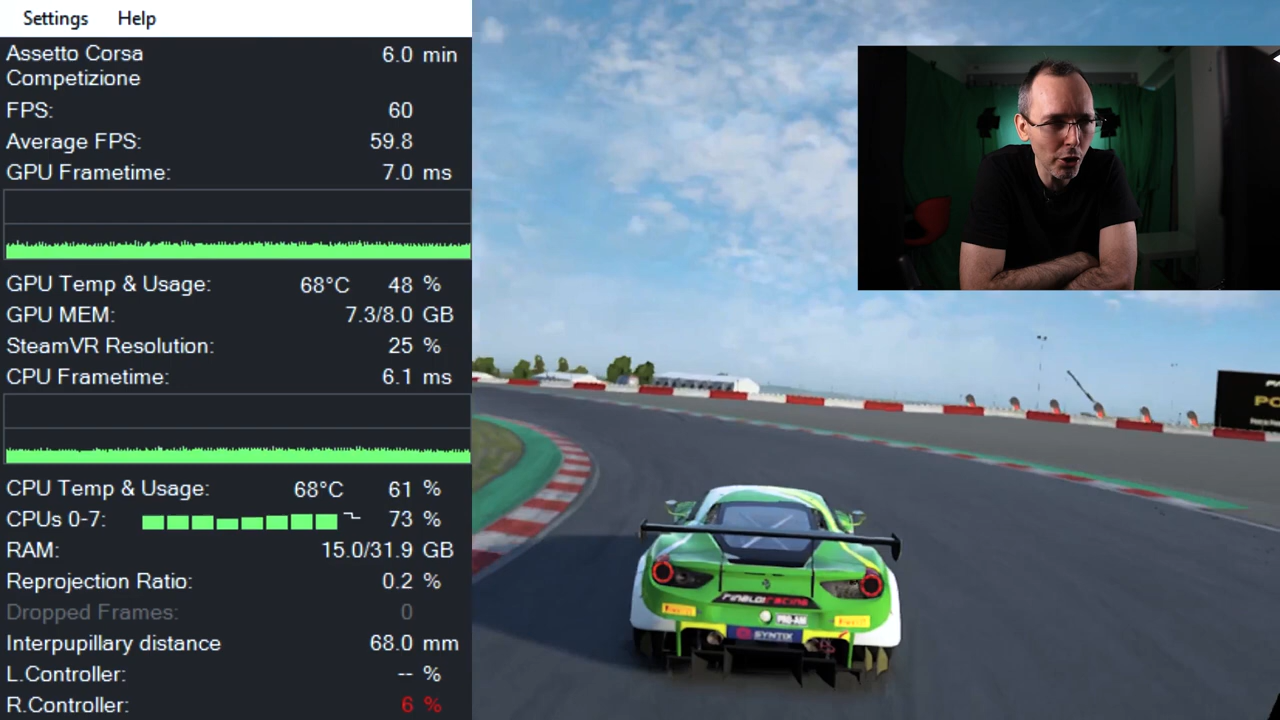 Settings Help
Assetto Corsa 6.0 min
Competizione
FPS: 60
Average FPS: 59.8
GPU Frametime: 7.0 ms
GPU Temp & Usage: 68°C 48 %
GPU MEM: 7.3/8.0 GB
SteamVR Resolution: 25 %
CPU Frametime: 6.1 ms
CPU Temp & Usage: 68°C 61 %
CPUs 0-7: 73 %
RAM: 15.0/31.9 GB
Reprojection Ratio: 0.2 %
Dropped Frames: 0
Interpupillary distance 68.0 mm
L.Controller: -- %
R.Controller: 6 %
PO
RINALDI RACING
PRO-AM
SYNTIX